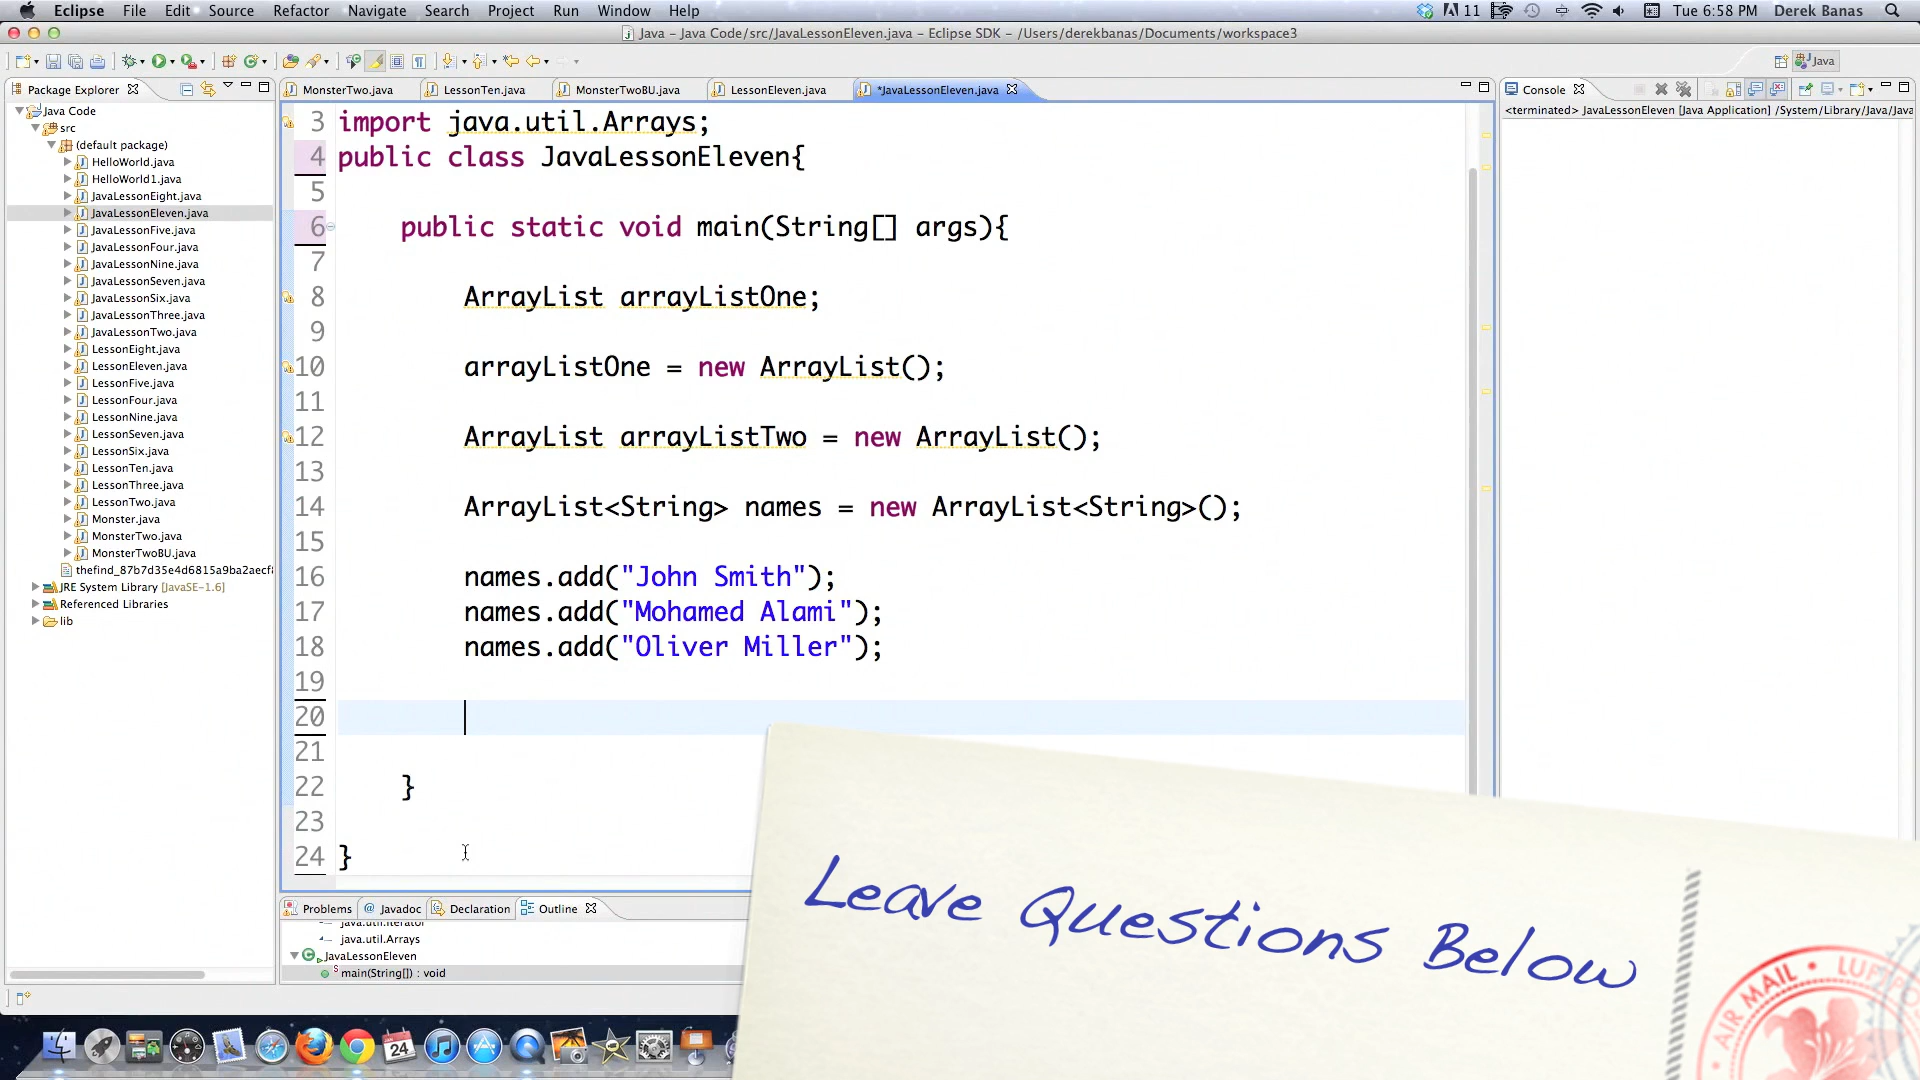 Eclipse File Edit Source Refactor Navigate Search Project Run Window Help 11 Tue 6:58 PM Derek Banas
Java - Java Code/src/JavaLessonEleven.java - Eclipse SDK - /Users/derekbanas/Documents/workspace3
Java
Package Explorer
Java Code
src
(default package)
HelloWorld.java
HelloWorld1.java
JavaLessonEight.java
JavaLessonEleven.java
JavaLessonFive.java
JavaLessonFour.java
JavaLessonNine.java
JavaLessonSeven.java
JavaLessonSix.java
JavaLessonThree.java
JavaLessonTwo.java
LessonEight.java
LessonEleven.java
LessonFive.java
LessonFour.java
LessonNine.java
LessonSeven.java
LessonSix.java
LessonTen.java
LessonThree.java
LessonTwo.java
Monster.java
MonsterTwo.java
MonsterTwoBU.java
thefind_87b7d35e4d6815a9ba2aecf8
JRE System Library [JavaSE-1.6]
Referenced Libraries
lib
MonsterTwo.java LessonTen.java MonsterTwoBU.java LessonEleven.java *JavaLessonEleven.java
3 import java.util.Arrays;
4 public class JavaLessonEleven{
5
6 public static void main(String[] args){
7
8 ArrayList arrayListOne;
9
10 arrayListOne = new ArrayList();
11
12 ArrayList arrayListTwo = new ArrayList();
13
14 ArrayList<String> names = new ArrayList<String>();
15
16 names.add("John Smith");
17 names.add("Mohamed Alami");
18 names.add("Oliver Miller");
19
20
21
22 }
23
24 }
Console
<terminated> JavaLessonEleven [Java Application] /System/Library/Java/Java
Problems Javadoc Declaration Outline
java.util.Iterator
java.util.Arrays
JavaLessonEleven
main(String[]) : void
24
Leave Questions Below
AIR MAIL